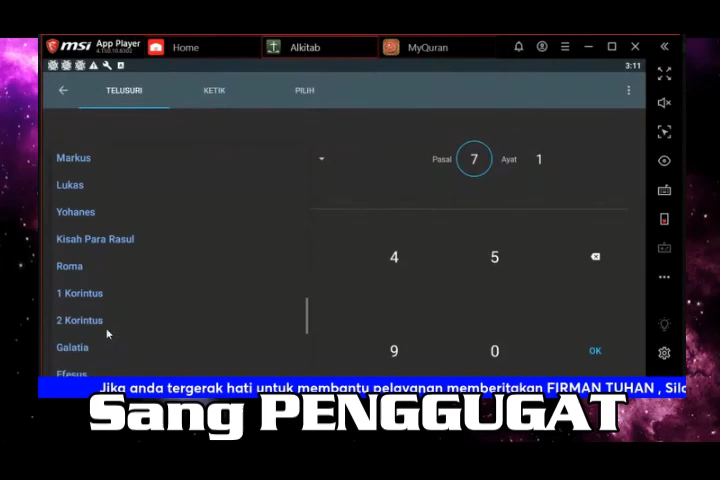 msi App Player
Home
Alkitab
MyQuran
3:11
TELUSURI
KETIK
PILIH
Markus
Lukas
Yohanes
Kisah Para Rasul
Roma
1 Korintus
2 Korintus
Galatia
Efesus
Pasal 7 Ayat 1
4 5
9 0 OK
Jika anda tergerak hati untuk membantu pelayanan memberitakan FIRMAN TUHAN , Sila
Sang PENGGUGAT